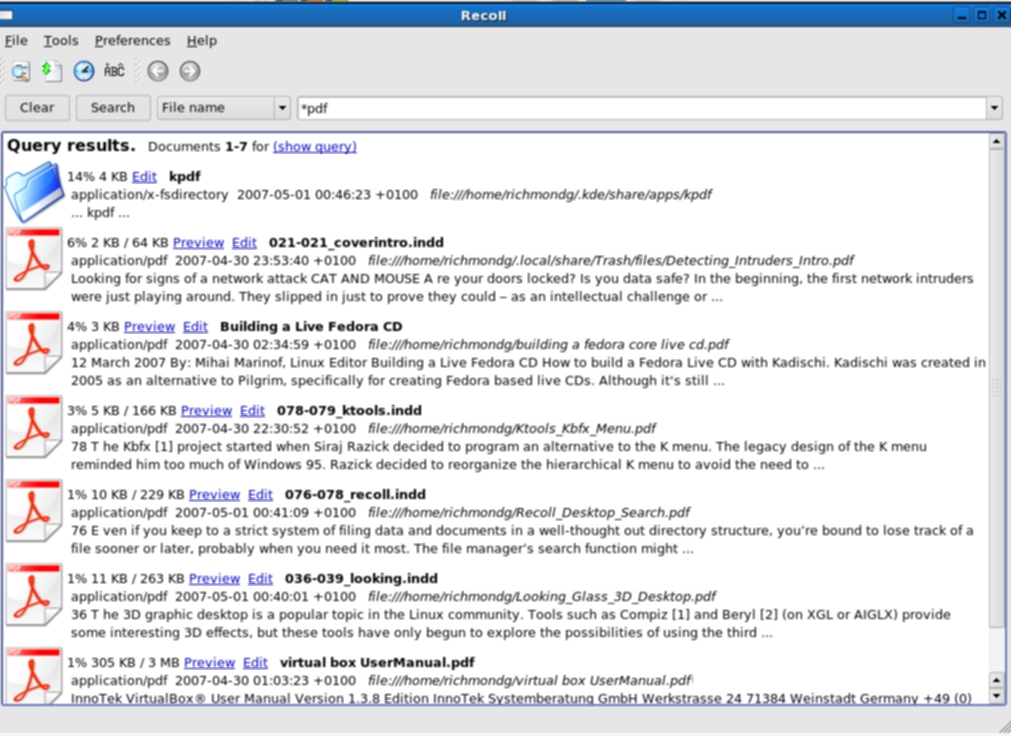 Recoll
File Tools Preferences Help
ÀBĆ
Clear Search File name *pdf
Query results. Documents 1-7 for (show query)
14% 4 KB Edit kpdf
application/x-fsdirectory 2007-05-01 00:46:23 +0100 file:///home/richmondg/.kde/share/apps/kpdf
... kpdf ...
6% 2 KB / 64 KB Preview Edit 021-021_coverintro.indd
application/pdf 2007-04-30 23:53:40 +0100 file:///home/richmondg/.local/share/Trash/files/Detecting_Intruders_Intro.pdf
Looking for signs of a network attack CAT AND MOUSE A re your doors locked? Is you data safe? In the beginning, the first network intruders
were just playing around. They slipped in just to prove they could – as an intellectual challenge or ...
4% 3 KB Preview Edit Building a Live Fedora CD
application/pdf 2007-04-30 02:34:59 +0100 file:///home/richmondg/building a fedora core live cd.pdf
12 March 2007 By: Mihai Marinof, Linux Editor Building a Live Fedora CD How to build a Fedora Live CD with Kadischi. Kadischi was created in
2005 as an alternative to Pilgrim, specifically for creating Fedora based live CDs. Although it's still ...
3% 5 KB / 166 KB Preview Edit 078-079_ktools.indd
application/pdf 2007-04-30 22:30:52 +0100 file:///home/richmondg/Ktools_Kbfx_Menu.pdf
78 T he Kbfx [1] project started when Siraj Razick decided to program an alternative to the K menu. The legacy design of the K menu
reminded him too much of Windows 95. Razick decided to reorganize the hierarchical K menu to avoid the need to ...
1% 10 KB / 229 KB Preview Edit 076-078_recoll.indd
application/pdf 2007-05-01 00:41:09 +0100 file:///home/richmondg/Recoll_Desktop_Search.pdf
76 E ven if you keep to a strict system of filing data and documents in a well-thought out directory structure, you're bound to lose track of a
file sooner or later, probably when you need it most. The file manager's search function might ...
1% 11 KB / 263 KB Preview Edit 036-039_looking.indd
application/pdf 2007-05-01 00:40:01 +0100 file:///home/richmondg/Looking_Glass_3D_Desktop.pdf
36 T he 3D graphic desktop is a popular topic in the Linux community. Tools such as Compiz [1] and Beryl [2] (on XGL or AIGLX) provide
some interesting 3D effects, but these tools have only begun to explore the possibilities of using the third ...
1% 305 KB / 3 MB Preview Edit virtual box UserManual.pdf
application/pdf 2007-04-30 01:03:23 +0100 file:///home/richmondg/virtual box UserManual.pdf
InnoTek VirtualBox® User Manual Version 1.3.8 Edition InnoTek Systemberatung GmbH Werkstrasse 24 71384 Weinstadt Germany +49 (0)